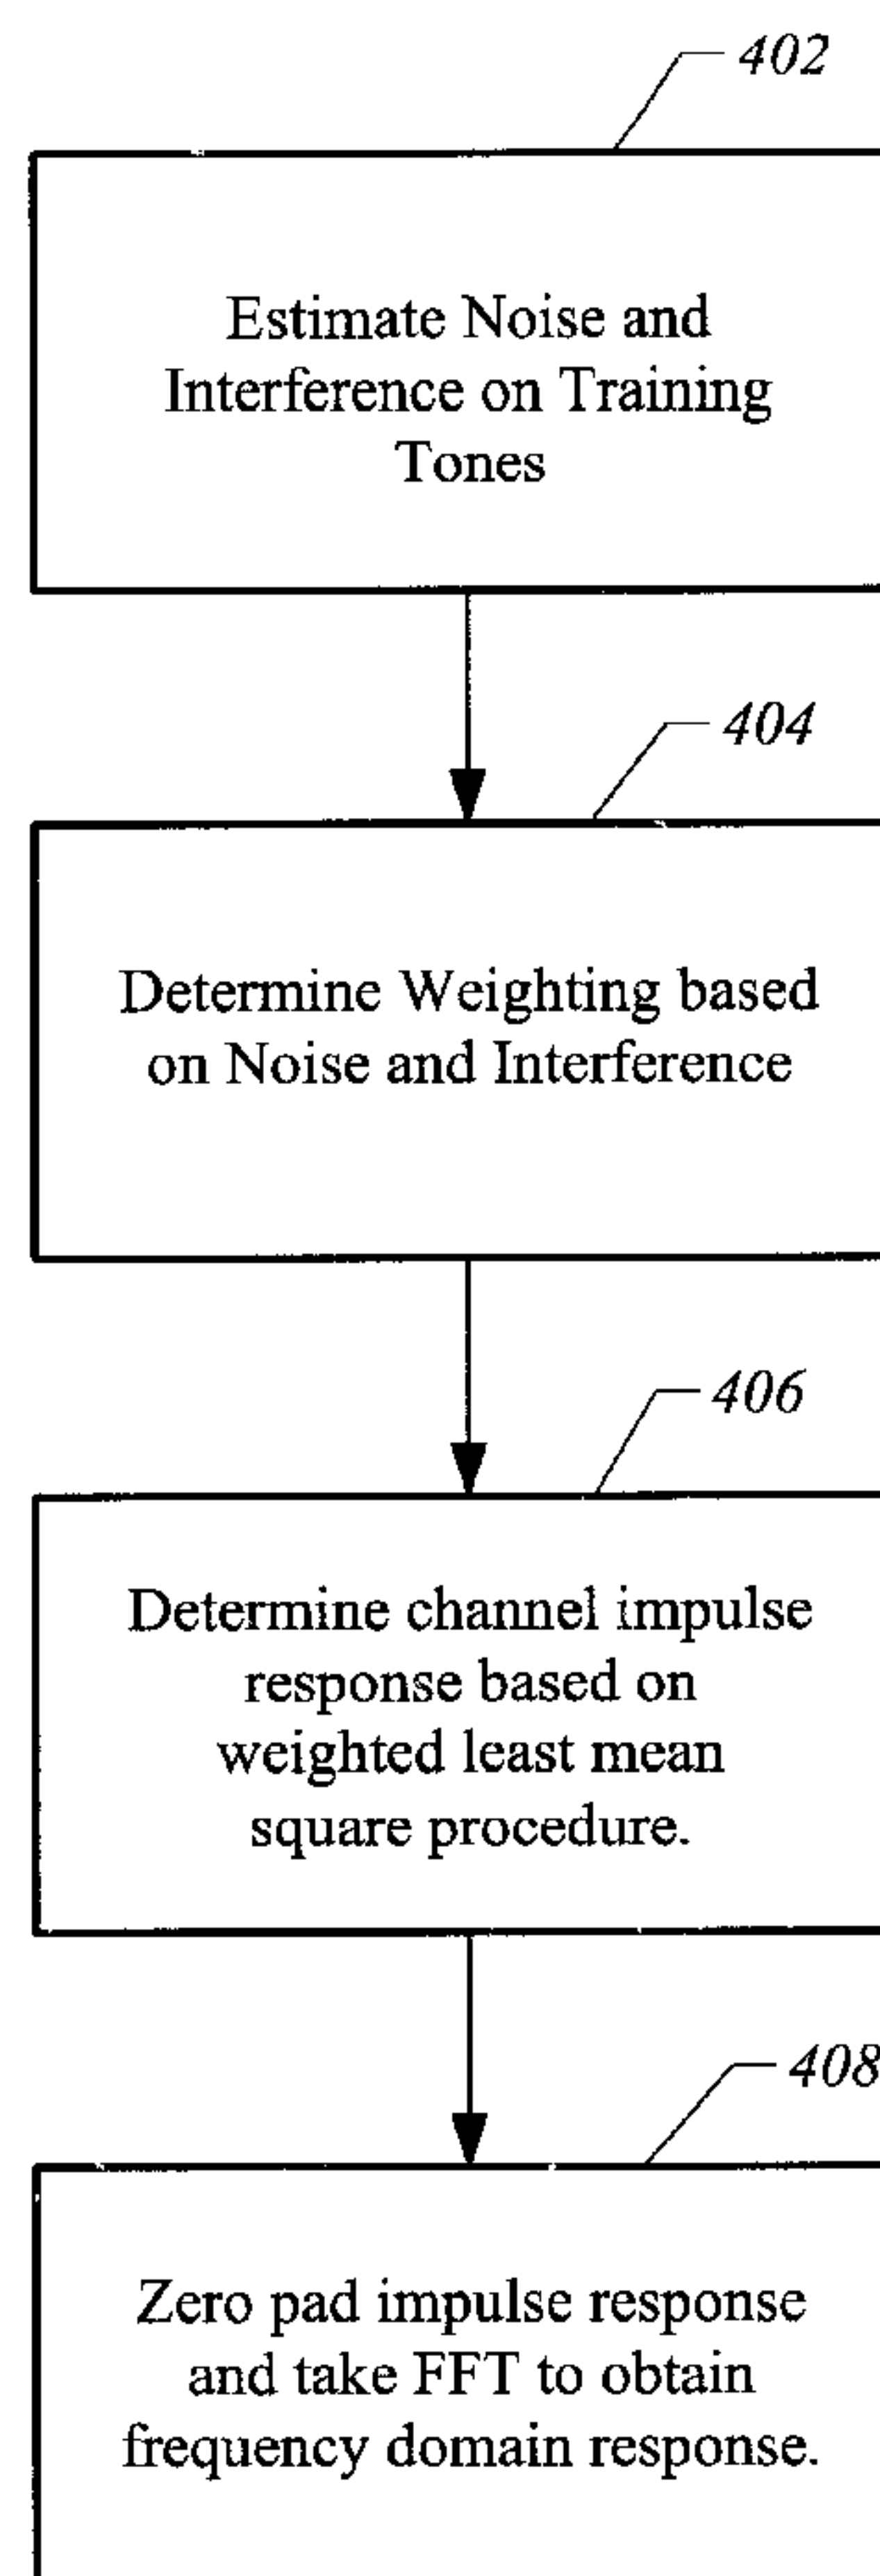 402
Estimate Noise and
Interference on Training
Tones
404
Determine Weighting based
on Noise and Interference
406
Determine channel impulse
response based on
weighted least mean
square procedure.
408
Zero pad impulse response
and take FFT to obtain
frequency domain response.